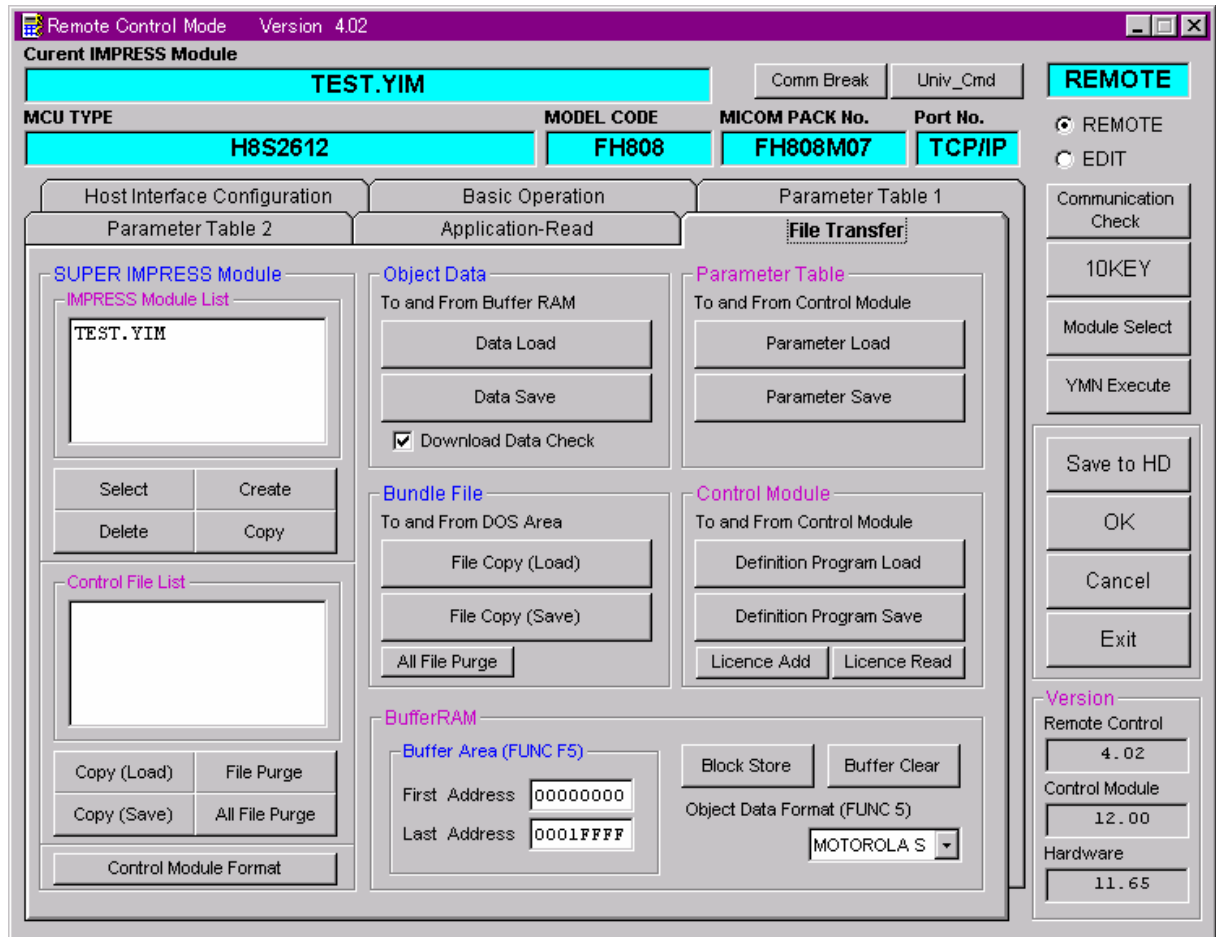 Remote Control Mode Version 4.02
Curent IMPRESS Module
TEST.YIM
Comm Break
Univ_Cmd
REMOTE
MCU TYPE
MODEL CODE
MICOM PACK No.
Port No.
H8S2612
FH808
FH808M07
TCP/IP
REMOTE
EDIT
Host Interface Configuration
Basic Operation
Parameter Table 1
Parameter Table 2
Application-Read
File Transfer
SUPER IMPRESS Module
IMPRESS Module List
TEST.YIM
Select
Create
Delete
Copy
Control File List
Copy (Load)
File Purge
Copy (Save)
All File Purge
Control Module Format
Object Data
To and From Buffer RAM
Data Load
Data Save
Download Data Check
Parameter Table
To and From Control Module
Parameter Load
Parameter Save
Bundle File
To and From DOS Area
File Copy (Load)
File Copy (Save)
All File Purge
Control Module
To and From Control Module
Definition Program Load
Definition Program Save
Licence Add
Licence Read
BufferRAM
Buffer Area (FUNC F5)
First Address 00000000
Last Address 0001FFFF
Block Store
Buffer Clear
Object Data Format (FUNC 5)
MOTOROLA S
Communication
Check
10KEY
Module Select
YMN Execute
Save to HD
OK
Cancel
Exit
Version
Remote Control
4.02
Control Module
12.00
Hardware
11.65